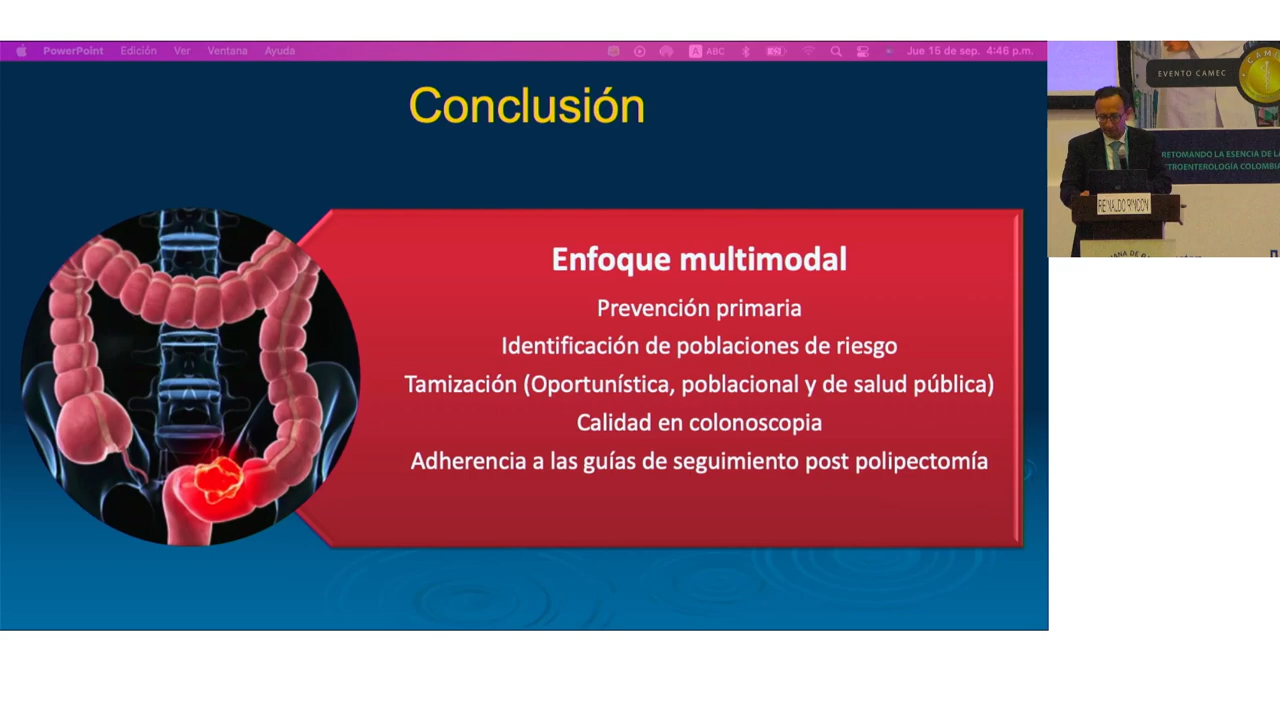 PowerPoint Edición Ver Ventana Ayuda ABC Jue 15 de sep. 4:46 p.m.
Conclusión
Enfoque multimodal
Prevención primaria
Identificación de poblaciones de riesgo
Tamización (Oportunística, poblacional y de salud pública)
Calidad en colonoscopia
Adherencia a las guías de seguimiento post polipectomía
EVENTO CAMEC
RETOMANDO LA ESENCIA DE LA
TROENTEROLOGÍA COLOMBIA
REINALDO RINCON